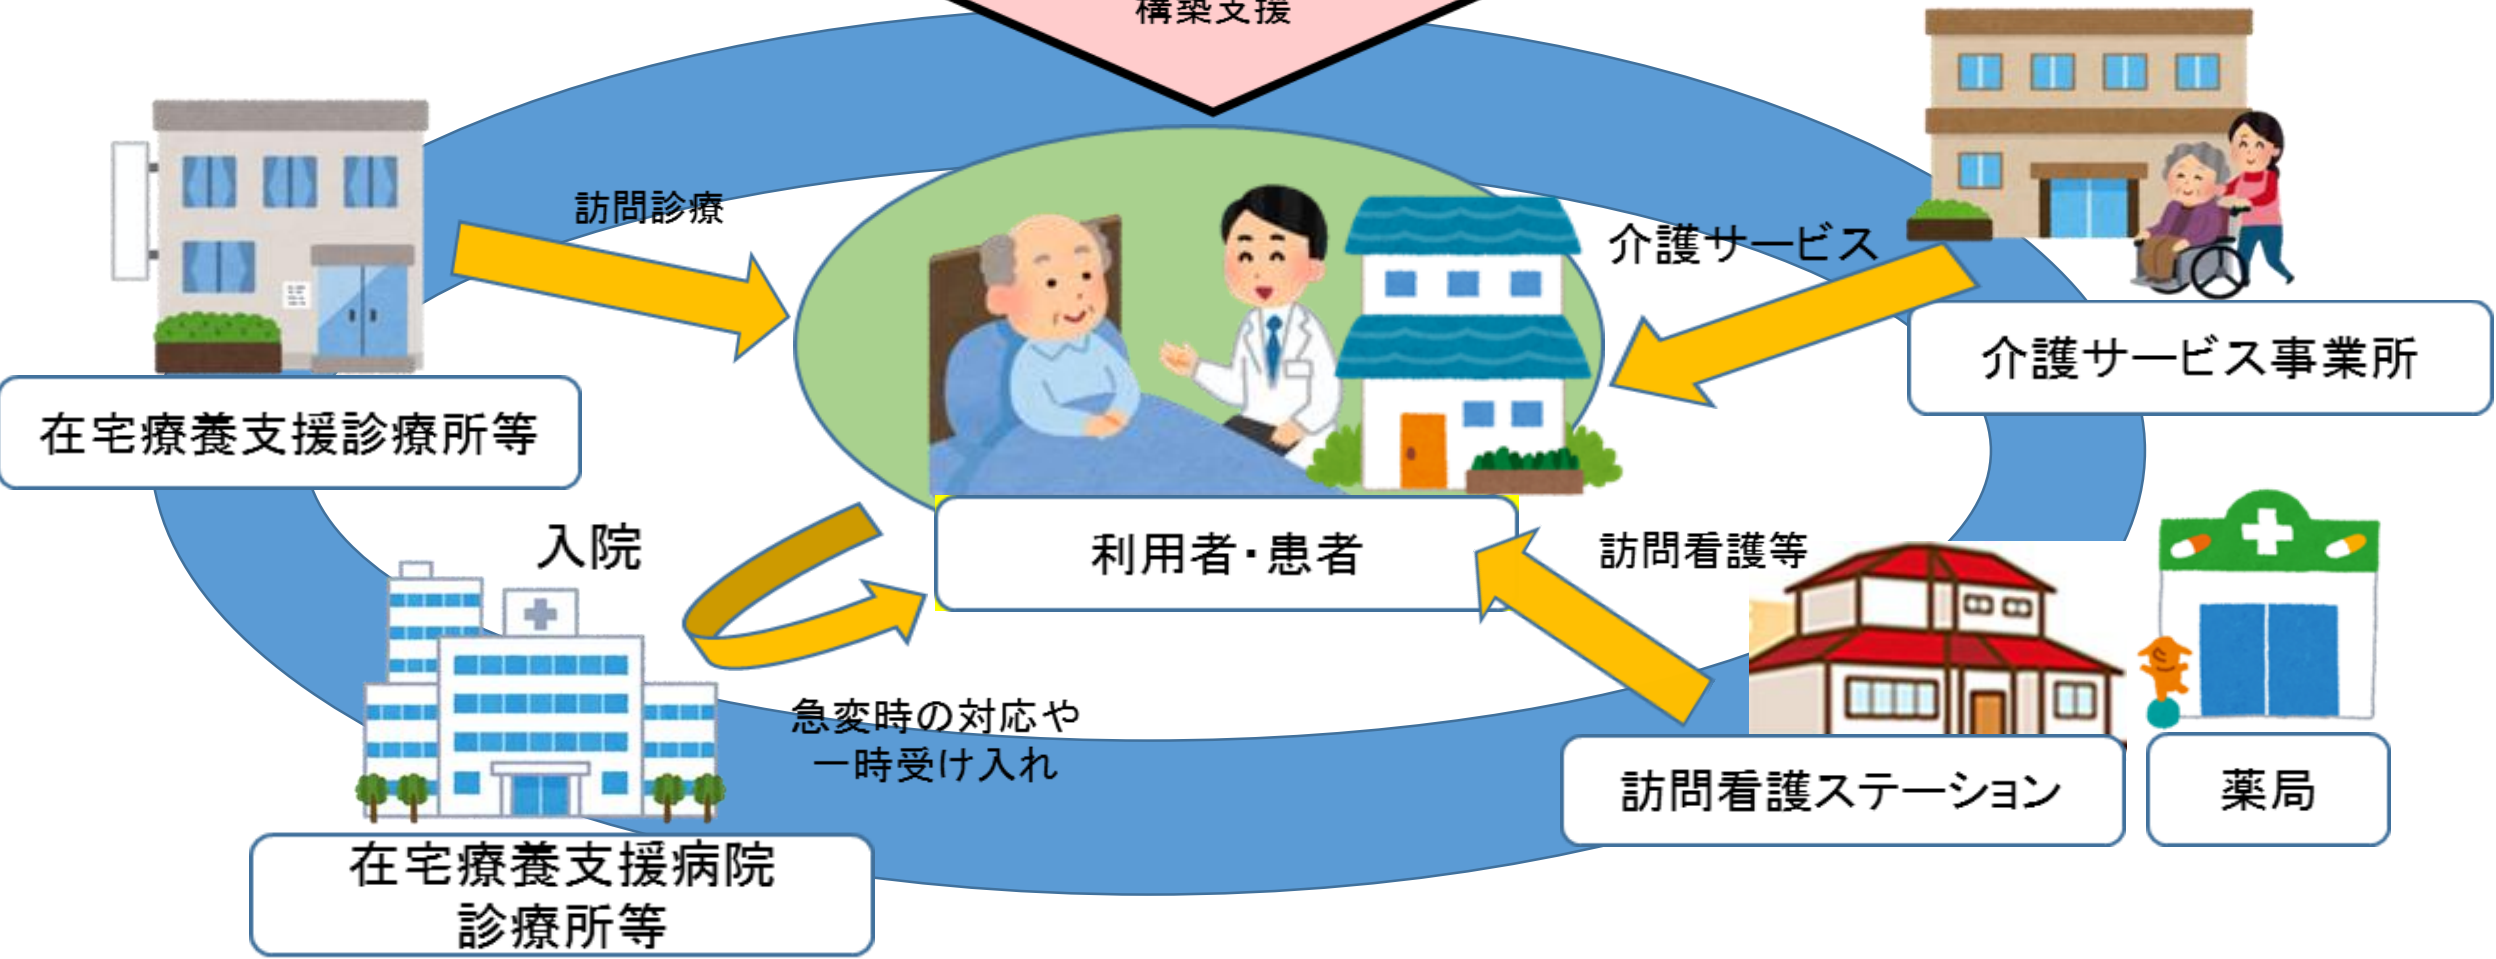 構築支援
訪問診療
介護サービス
介護サービス事業所
在宅療養支援診療所等
入院
利用者・患者
訪問看護等
急変時の対応や
一時受け入れ
訪問看護ステーション
薬局
在宅療養支援病院
診療所等